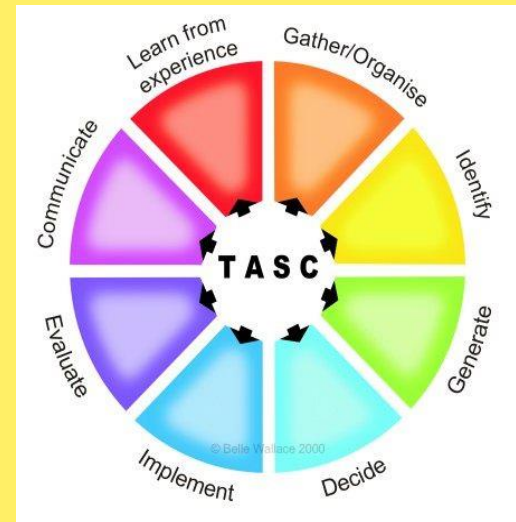 Learn from
experience
Gather/Organise
Identify
Generate
Decide
Implement
Evaluate
Communicate
TASC
© Belle Wallace 2000